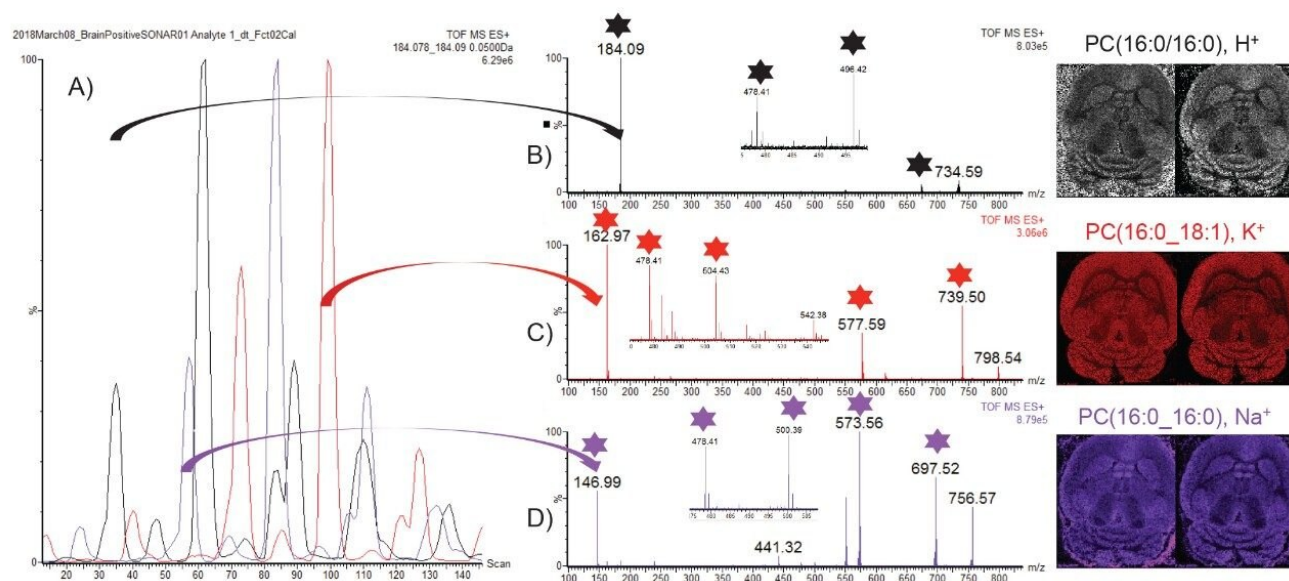 2018March08_BrainPositiveSONAR01 Analyte 1_dt_Fct02Cal
TOF MS ES+
184.078_184.09 0.0500Da
6.29e6
A)
100
%
0
20 30 40 50 60 70 80 90 100 110 120 130 140
Scan
TOF MS ES+
8.03e5
B)
100
%
0
184.09
478.41
496.42
734.59
100 150 200 250 300 350 400 450 500 550 600 650 700 750 800
m/z
PC(16:0/16:0), H+
TOF MS ES+
3.06e6
C)
100
%
0
162.97
478.41
504.43
542.38
577.59
739.50
798.54
100 150 200 250 300 350 400 450 500 550 600 650 700 750 800
m/z
PC(16:0_18:1), K+
TOF MS ES+
8.79e5
D)
100
%
0
146.99
478.41
500.39
441.32
573.56
697.52
756.57
100 150 200 250 300 350 400 450 500 550 600 650 700 750 800
m/z
PC(16:0_16:0), Na+